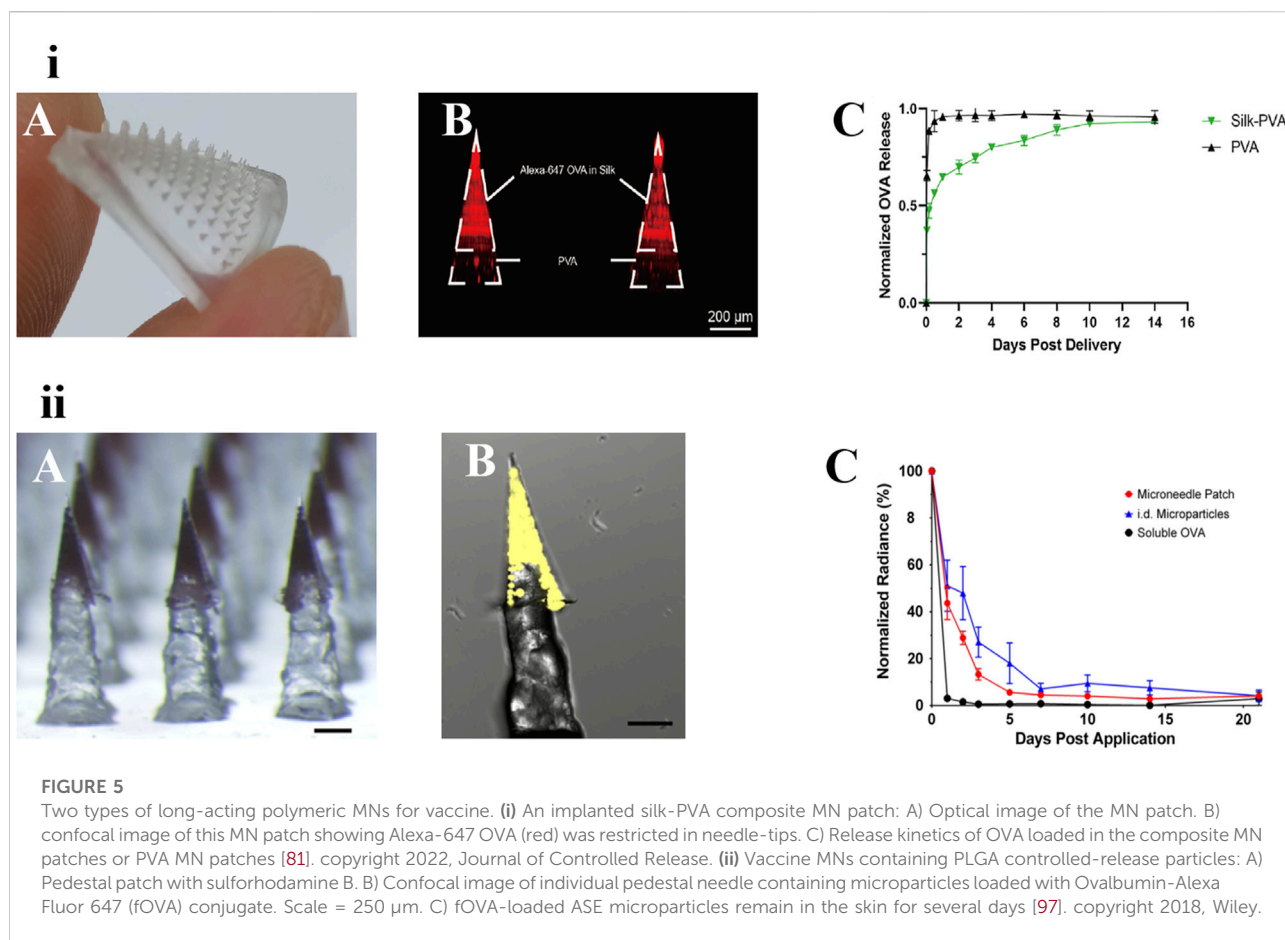 i
A
B
Alexa-647 OVA in Silk
PVA
200 μm
C
Normalized OVA Release
1.0
0.5
0.0
0 2 4 6 8 10 12 14 16
Days Post Delivery
Silk-PVA
PVA
ii
A
B
C
Normalized Radiance (%)
100
80
60
40
20
0
0 5 10 15 20
Days Post Application
Microneedle Patch
i.d. Microparticles
Soluble OVA
FIGURE 5
Two types of long-acting polymeric MNs for vaccine. (i) An implanted silk-PVA composite MN patch: A) Optical image of the MN patch. B)
confocal image of this MN patch showing Alexa-647 OVA (red) was restricted in needle-tips. C) Release kinetics of OVA loaded in the composite MN
patches or PVA MN patches [81]. copyright 2022, Journal of Controlled Release. (ii) Vaccine MNs containing PLGA controlled-release particles: A)
Pedestal patch with sulforhodamine B. B) Confocal image of individual pedestal needle containing microparticles loaded with Ovalbumin-Alexa
Fluor 647 (fOVA) conjugate. Scale = 250 μm. C) fOVA-loaded ASE microparticles remain in the skin for several days [97]. copyright 2018, Wiley.